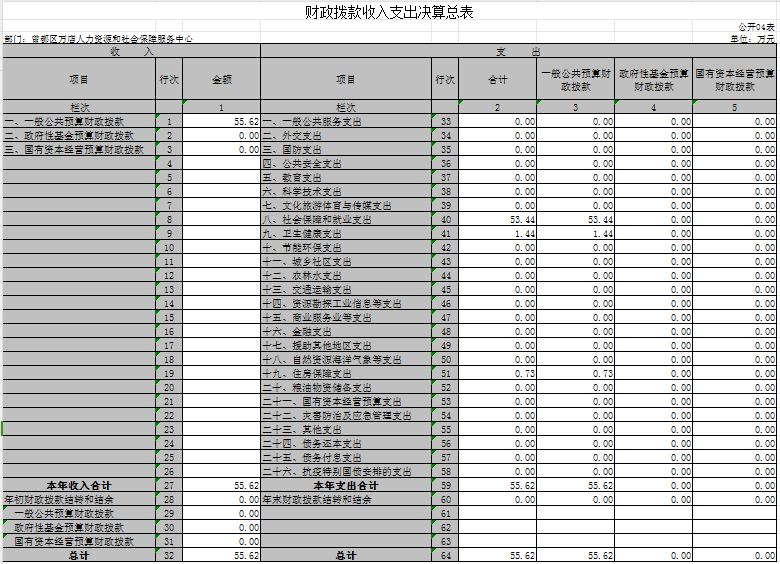 财政拨款收入支出决算总表
公开04表
部门：曾都区万店人力资源和社会保障服务中心 单位：万元
收 入 支 出
项目 行次 金额 项目 行次 合计 一般公共预算财政拨款 政府性基金预算财政拨款 国有资本经营预算财政拨款
栏次 1 栏次 2 3 4 5
一、一般公共预算财政拨款 1 55.62 一、一般公共服务支出 33 0.00 0.00 0.00 0.00
二、政府性基金预算财政拨款 2 0.00 二、外交支出 34 0.00 0.00 0.00 0.00
三、国有资本经营预算财政拨款 3 0.00 三、国防支出 35 0.00 0.00 0.00 0.00
4 四、公共安全支出 36 0.00 0.00 0.00 0.00
5 五、教育支出 37 0.00 0.00 0.00 0.00
6 六、科学技术支出 38 0.00 0.00 0.00 0.00
7 七、文化旅游体育与传媒支出 39 0.00 0.00 0.00 0.00
8 八、社会保障和就业支出 40 53.44 53.44 0.00 0.00
9 九、卫生健康支出 41 1.44 1.44 0.00 0.00
10 十、节能环保支出 42 0.00 0.00 0.00 0.00
11 十一、城乡社区支出 43 0.00 0.00 0.00 0.00
12 十二、农林水支出 44 0.00 0.00 0.00 0.00
13 十三、交通运输支出 45 0.00 0.00 0.00 0.00
14 十四、资源勘探工业信息等支出 46 0.00 0.00 0.00 0.00
15 十五、商业服务业等支出 47 0.00 0.00 0.00 0.00
16 十六、金融支出 48 0.00 0.00 0.00 0.00
17 十七、援助其他地区支出 49 0.00 0.00 0.00 0.00
18 十八、自然资源海洋气象等支出 50 0.00 0.00 0.00 0.00
19 十九、住房保障支出 51 0.73 0.73 0.00 0.00
20 二十、粮油物资储备支出 52 0.00 0.00 0.00 0.00
21 二十一、国有资本经营预算支出 53 0.00 0.00 0.00 0.00
22 二十二、灾害防治及应急管理支出 54 0.00 0.00 0.00 0.00
23 二十三、其他支出 55 0.00 0.00 0.00 0.00
24 二十四、债务还本支出 56 0.00 0.00 0.00 0.00
25 二十五、债务付息支出 57 0.00 0.00 0.00 0.00
26 二十六、抗疫特别国债安排的支出 58 0.00 0.00 0.00 0.00
本年收入合计 27 55.62 本年支出合计 59 55.62 55.62 0.00 0.00
年初财政拨款结转和结余 28 0.00 年末财政拨款结转和结余 60 0.00 0.00 0.00 0.00
一般公共预算财政拨款 29 0.00 61
政府性基金预算财政拨款 30 0.00 62
国有资本经营预算财政拨款 31 0.00 63
总计 32 55.62 总计 64 55.62 55.62 0.00 0.00